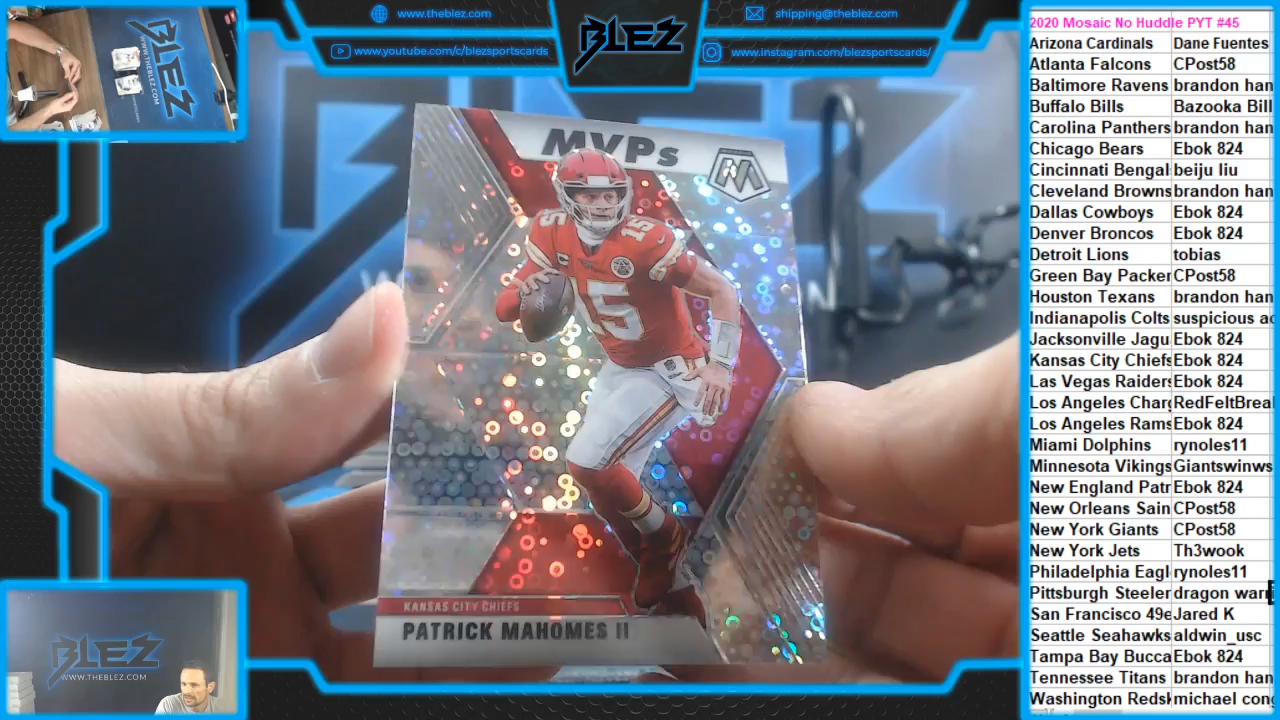 www.theblez.com
www.youtube.com/c/blezsportscards
BLEZ
shipping@theblez.com
www.instagram.com/blezsportscards/
BLEZ
WWW.THEBLEZ.COM
MVPs
15
15
15
KANSAS CITY CHIEFS
PATRICK MAHOMES II
BLEZ
WWW.THEBLEZ.COM
2020 Mosaic No Huddle PYT #45
Arizona Cardinals Dane Fuentes
Atlanta Falcons CPost58
Baltimore Ravens brandon han
Buffalo Bills Bazooka Bill
Carolina Panthers brandon han
Chicago Bears Ebok 824
Cincinnati Bengal beiju liu
Cleveland Browns brandon han
Dallas Cowboys Ebok 824
Denver Broncos Ebok 824
Detroit Lions tobias
Green Bay Packer CPost58
Houston Texans brandon han
Indianapolis Colts suspicious ac
Jacksonville Jagu Ebok 824
Kansas City Chiefs Ebok 824
Las Vegas Raiders Ebok 824
Los Angeles Charg RedFeltBrea
Los Angeles Rams Ebok 824
Miami Dolphins rynoles11
Minnesota Vikings Giantswinws
New England Patr Ebok 824
New Orleans Sain CPost58
New York Giants CPost58
New York Jets Th3wook
Philadelphia Eagl rynoles11
Pittsburgh Steeler dragon warr
San Francisco 49e Jared K
Seattle Seahawks aldwin_usc
Tampa Bay Bucca Ebok 824
Tennessee Titans brandon han
Washington Redsk michael cong